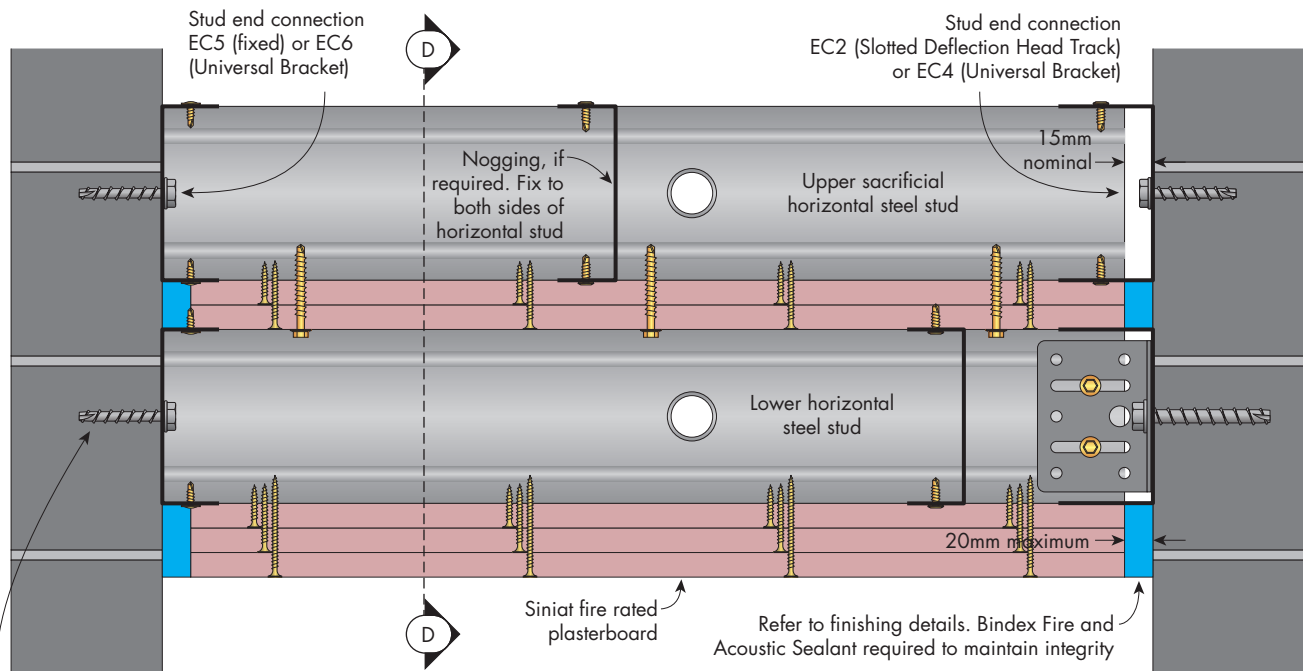 Stud end connection
EC5 (fixed) or EC6
(Universal Bracket)
D
Stud end connection
EC2 (Slotted Deflection Head Track)
or EC4 (Universal Bracket)
15mm
nominal
Nogging, if
required. Fix to
both sides of
horizontal stud
Upper sacrificial
horizontal steel stud
Lower horizontal
steel stud
20mm maximum
Siniat fire rated
plasterboard
D
Refer to finishing details. Bindex Fire and
Acoustic Sealant required to maintain integrity